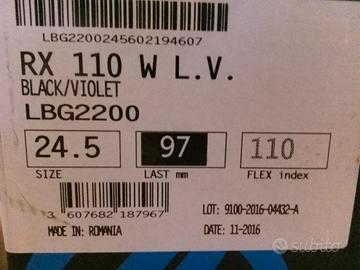 LBG2200245602194607
RX 110 W L.V.
BLACK/VIOLET
LBG2200
24.5 97 110
SIZE LAST mm FLEX index
3 607682 187967
LOT: 9100-2016-04432-A
MADE IN: ROMANIA DATE: 11-2016
subito